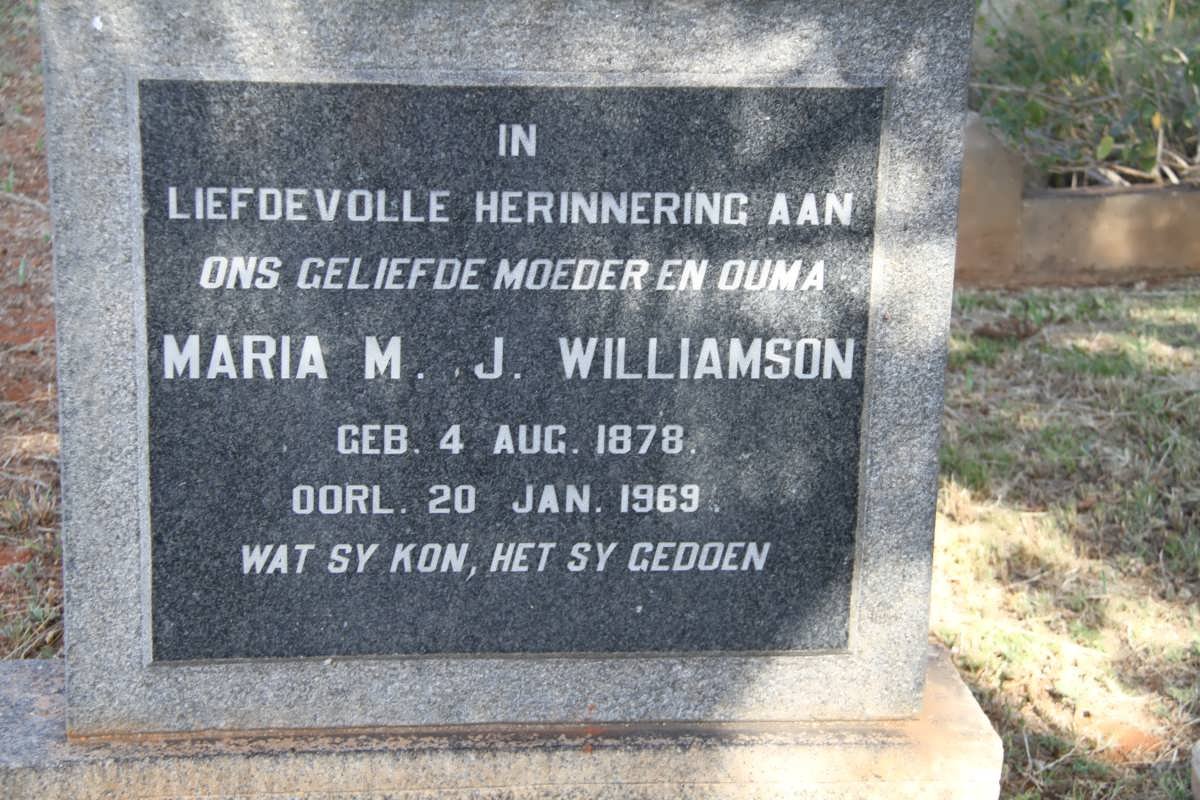 IN
LIEFDEVOLLE HERINNERING AAN
ONS GELIEFDE MOEDER EN OUMA
MARIA M. J. WILLIAMSON
GEB. 4 AUG. 1878.
OORL. 20 JAN. 1969.
WAT SY KON, HET SY GEDOEN